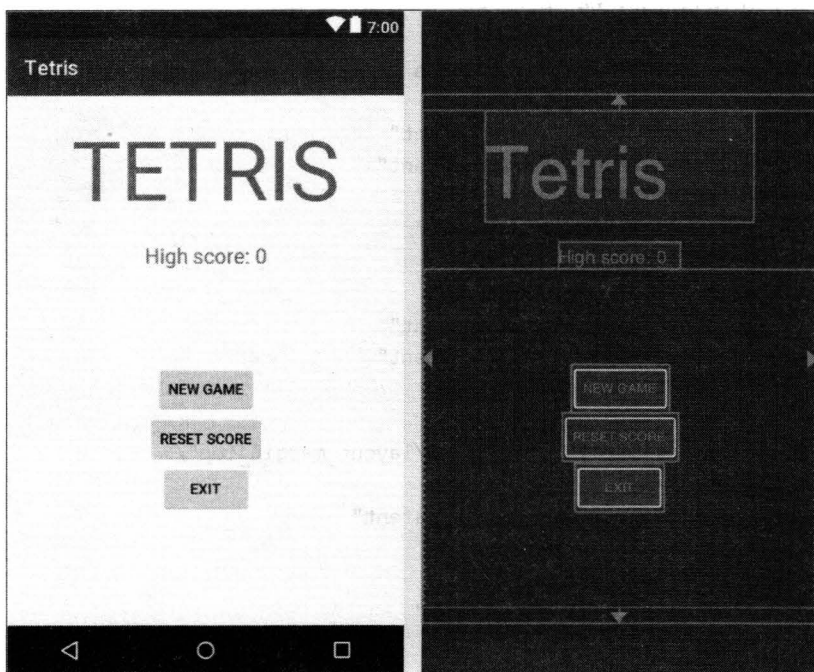 7:00
Tetris
TETRIS
High score: 0
NEW GAME
RESET SCORE
EXIT
Tetris
High score: 0
NEW GAME
RESET SCORE
EXIT